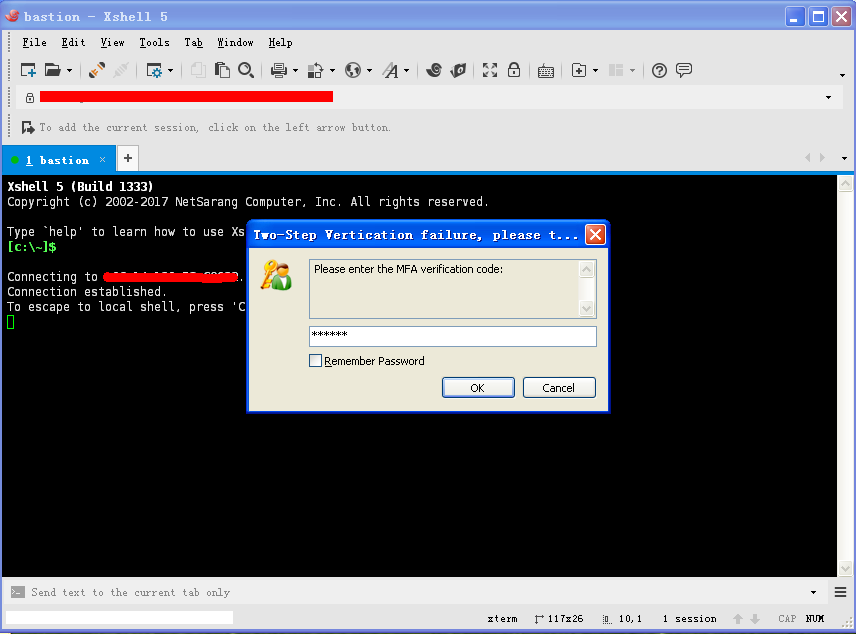 bastion - Xshell 5
File Edit View Tools Tab Window Help
To add the current session, click on the left arrow button.
1 bastion × +
Xshell 5 (Build 1333)
Copyright (c) 2002-2017 NetSarang Computer, Inc. All rights reserved.
Type `help' to learn how to use Xs
[c:\~]$
Connecting to
Connection established.
To escape to local shell, press 'C
Two-Step Vertication failure, please t...
Please enter the MFA verification code:
******
Remember Password
OK Cancel
Send text to the current tab only
xterm 117x26 10,1 1 session CAP NUM